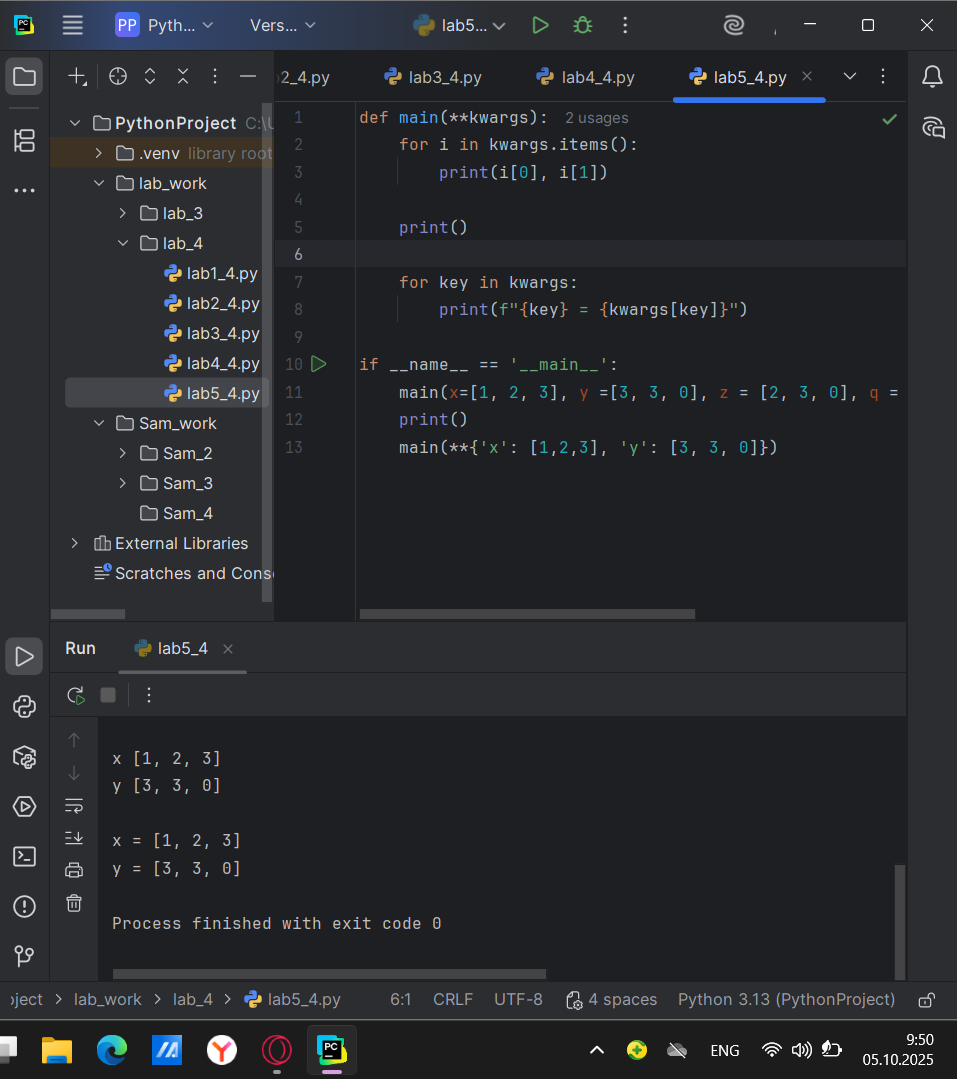 PP Pyth... Vers... lab5...
2_4.py lab3_4.py lab4_4.py lab5_4.py
PythonProject C:\U
.venv library root
lab_work
lab_3
lab_4
lab1_4.py
lab2_4.py
lab3_4.py
lab4_4.py
lab5_4.py
Sam_work
Sam_2
Sam_3
Sam_4
External Libraries
Scratches and Cons
1 def main(**kwargs): 2 usages
2 for i in kwargs.items():
3 print(i[0], i[1])
4
5 print()
6
7 for key in kwargs:
8 print(f"{key} = {kwargs[key]}")
9
10 if __name__ == '__main__':
11 main(x=[1, 2, 3], y =[3, 3, 0], z = [2, 3, 0], q =
12 print()
13 main(**{'x': [1,2,3], 'y': [3, 3, 0]})
Run lab5_4
x [1, 2, 3]
y [3, 3, 0]
x = [1, 2, 3]
y = [3, 3, 0]
Process finished with exit code 0
oject > lab_work > lab_4 > lab5_4.py 6:1 CRLF UTF-8 4 spaces Python 3.13 (PythonProject)
PC ENG 9:50
05.10.2025